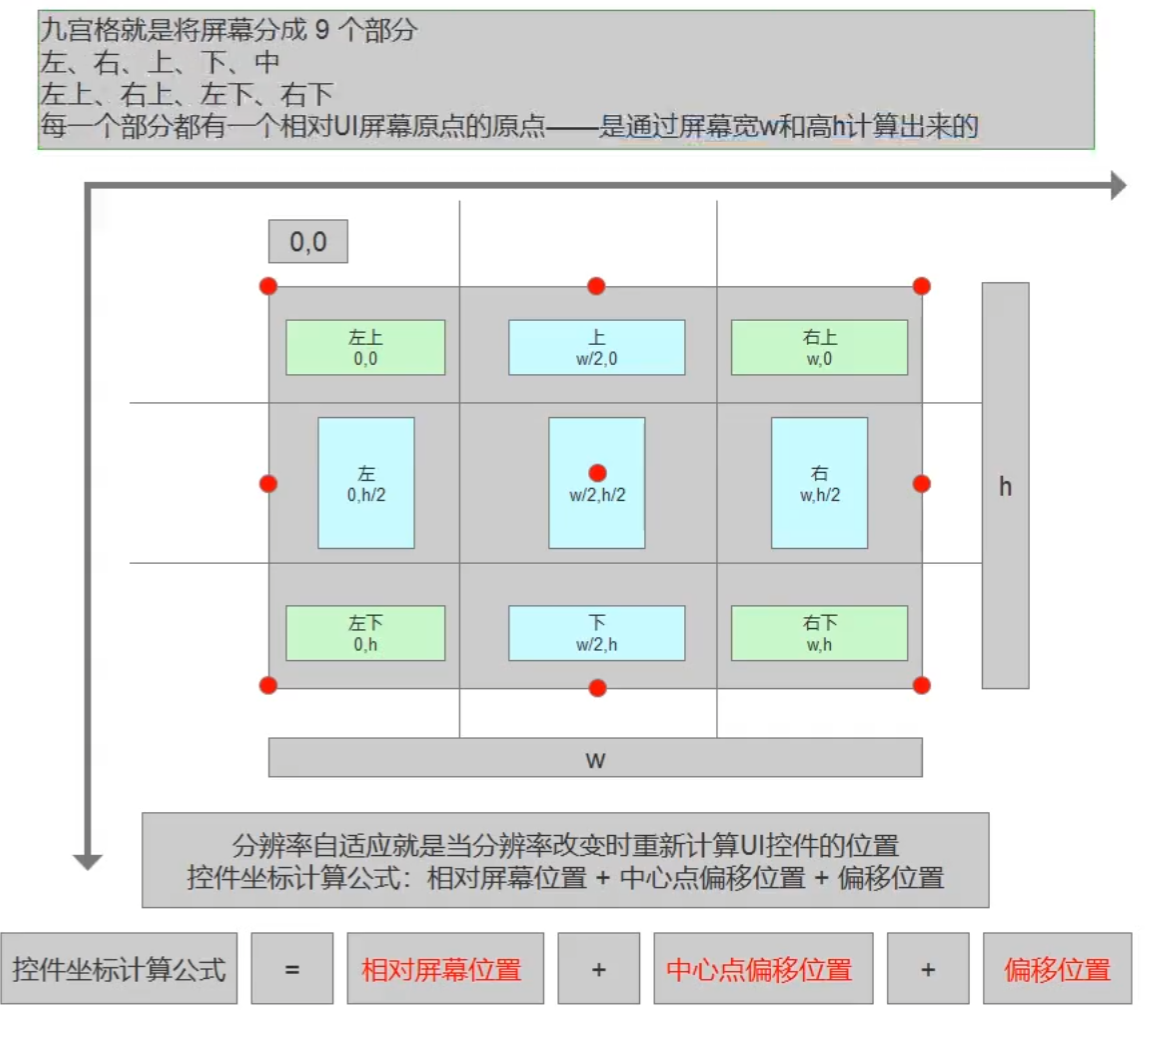 九宫格就是将屏幕分成 9 个部分
左、右、上、下、中
左上、右上、左下、右下
每一个部分都有一个相对UI屏幕原点的原点——是通过屏幕宽w和高h计算出来的
0,0
左上
0,0
上
w/2,0
右上
w,0
左
0,h/2
w/2,h/2
右
w,h/2
h
左下
0,h
下
w/2,h
右下
w,h
w
分辨率自适应就是当分辨率改变时重新计算UI控件的位置
控件坐标计算公式：相对屏幕位置 + 中心点偏移位置 + 偏移位置
控件坐标计算公式 = 相对屏幕位置 + 中心点偏移位置 + 偏移位置